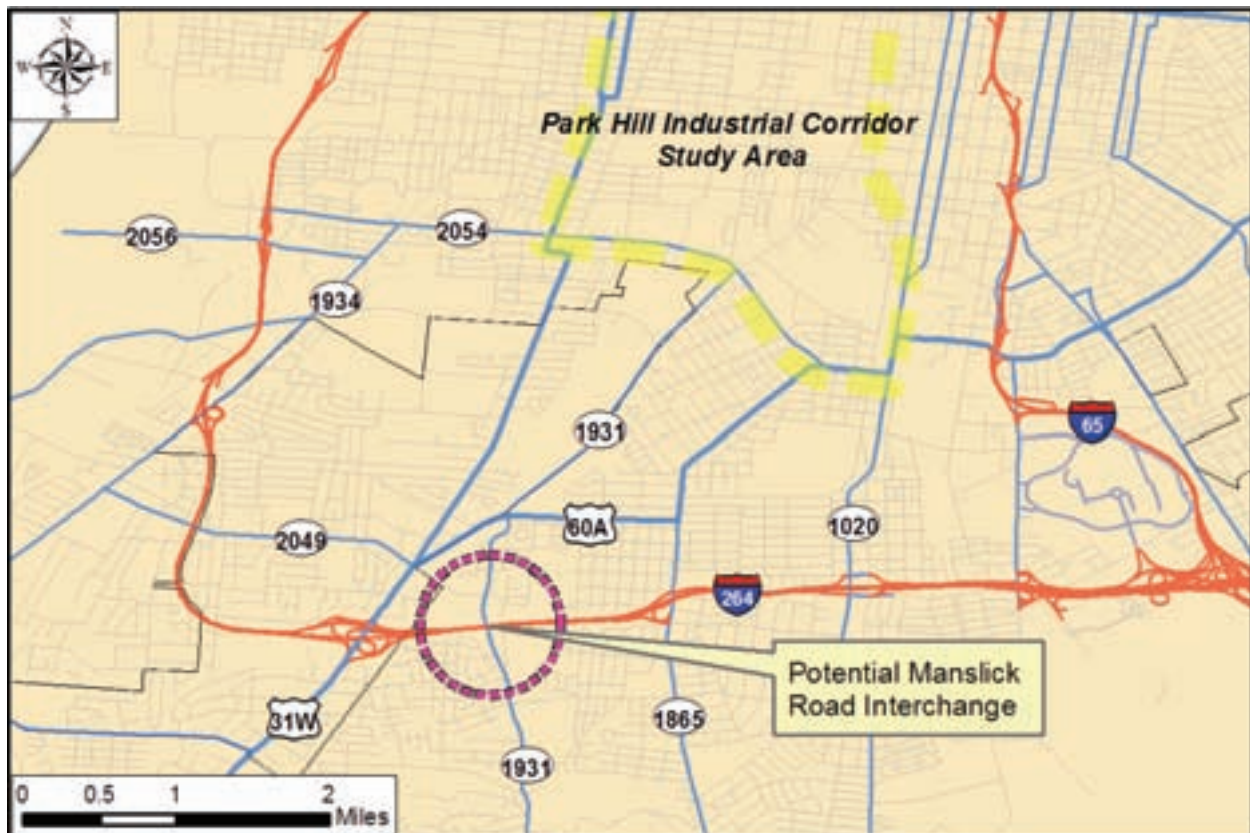 N
W E
S
Park Hill Industrial Corridor
Study Area
2056
2054
1934
1931
65
2049
60A
1020
264
Potential Manslick
Road Interchange
31W
1865
1931
0 0.5 1 2
Miles